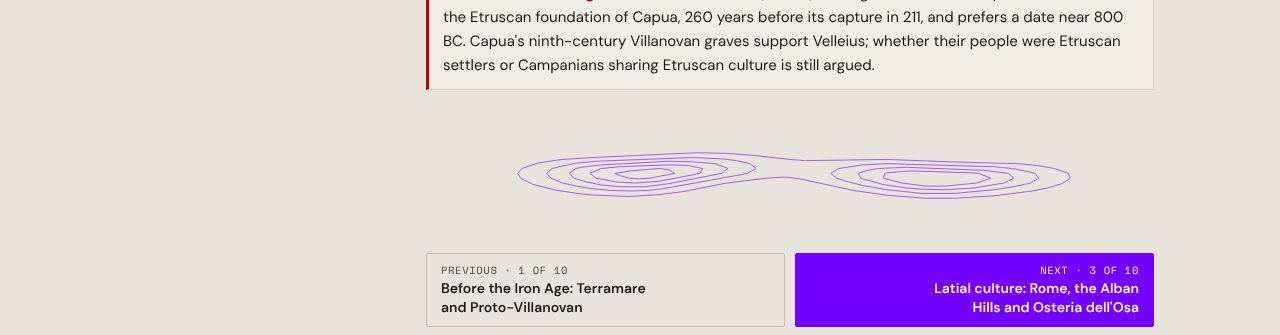 the Etruscan foundation of Capua, 260 years before its capture in 211, and prefers a date near 800
BC. Capua's ninth-century Villanovan graves support Velleius; whether their people were Etruscan
settlers or Campanians sharing Etruscan culture is still argued.
PREVIOUS · 1 OF 10
Before the Iron Age: Terramare
and Proto-Villanovan
NEXT · 3 OF 10
Latial culture: Rome, the Alban
Hills and Osteria dell'Osa